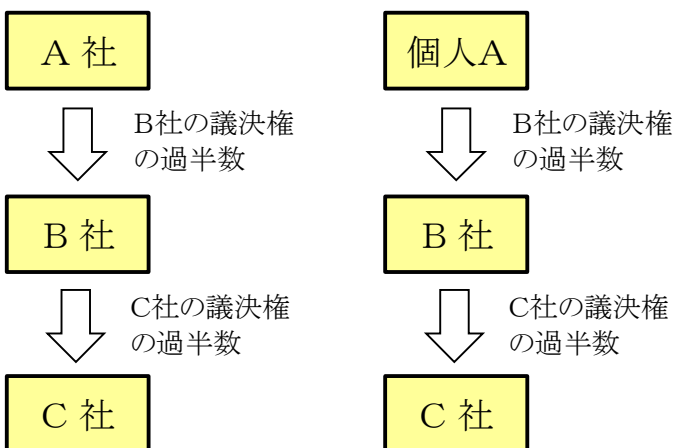 A 社
B社の議決権
の過半数
B 社
C社の議決権
の過半数
C 社
個人A
B社の議決権
の過半数
B 社
C社の議決権
の過半数
C 社